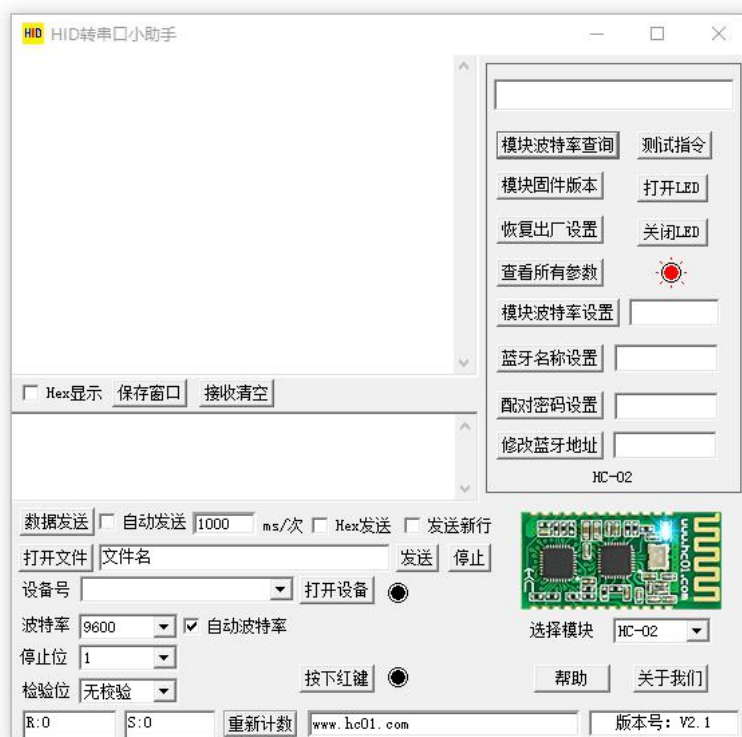 HID HID转串口小助手
模块波特率查询 测试指令
模块固件版本 打开LED
恢复出厂设置 关闭LED
查看所有参数
模块波特率设置
蓝牙名称设置
Hex显示 保存窗口 接收清空
配对密码设置
修改蓝牙地址
HC-02
数据发送 自动发送 1000 ms/次 Hex发送 发送新行
打开文件 文件名 发送 停止
www.hc01.com
设备号 打开设备
波特率 9600 自动波特率
选择模块 HC-02
停止位 1
检验位 无校验 按下红键
帮助 关于我们
R:0 S:0 重新计数 www.hc01.com 版本号: V2.1